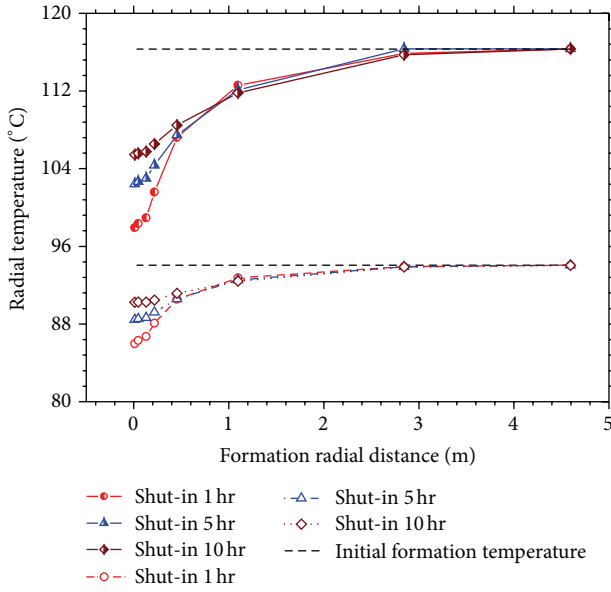 120
112
104
96
88
80
Radial temperature (°C)
0
1
2
3
4
5
Formation radial distance (m)
Shut-in 1 hr
Shut-in 5 hr
Shut-in 10 hr
Shut-in 1 hr
Shut-in 5 hr
Shut-in 10 hr
Initial formation temperature